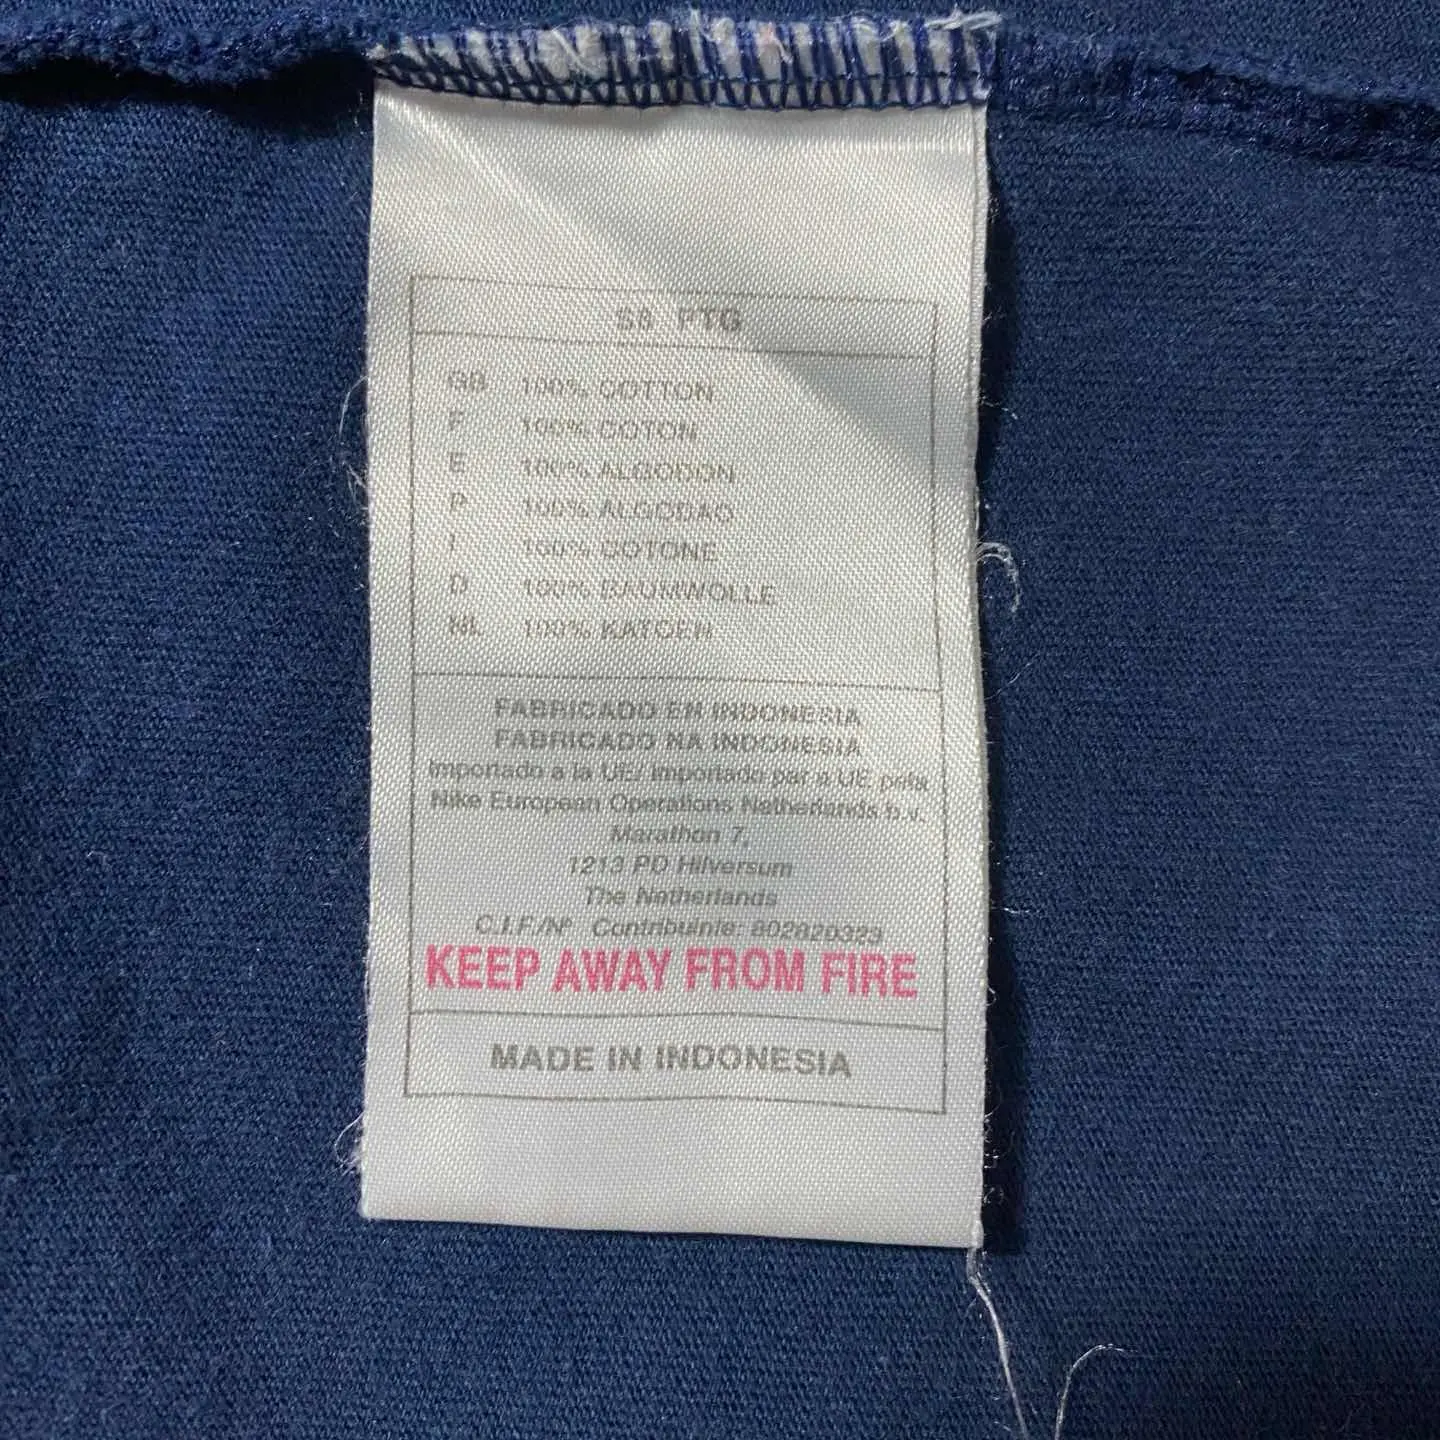 S8 PTG
GB 100% COTTON
F 100% COTON
E 100% ALGODON
P 100% ALGODAO
I 100% COTONE
D 100% BAUMWOLLE
NL 100% KATOEN
FABRICADO EN INDONESIA
FABRICADO NA INDONESIA
Importado a la UE/ Importado par a UE pela
Nike European Operations Netherlands b.v.
Marathon 7,
1213 PD Hilversum
The Netherlands
C.I.F./Nº Contribuinte: 802820323
KEEP AWAY FROM FIRE
MADE IN INDONESIA